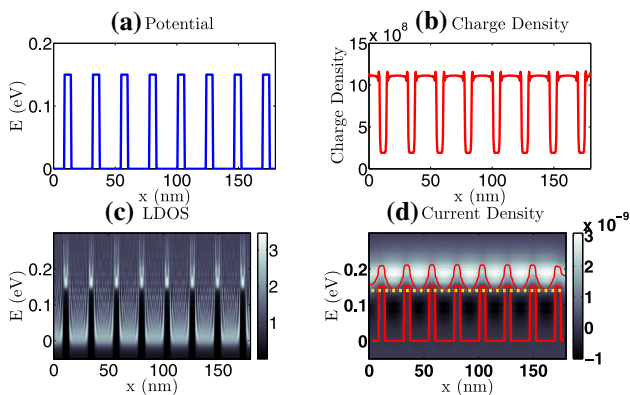 (a) Potential
0.2
0.1
0
E (eV)
0 50 100 150
x (nm)
(b) Charge Density
x 10^8
15
10
5
0
Charge Density
0 50 100 150
x (nm)
(c) LDOS
0.2
0.1
0.0
E (eV)
0 50 100 150
x (nm)
3
2
1
(d) Current Density
x 10^-9
0.2
0.1
0.0
E (eV)
0 50 100 150
x (nm)
3
2
1
0
-1